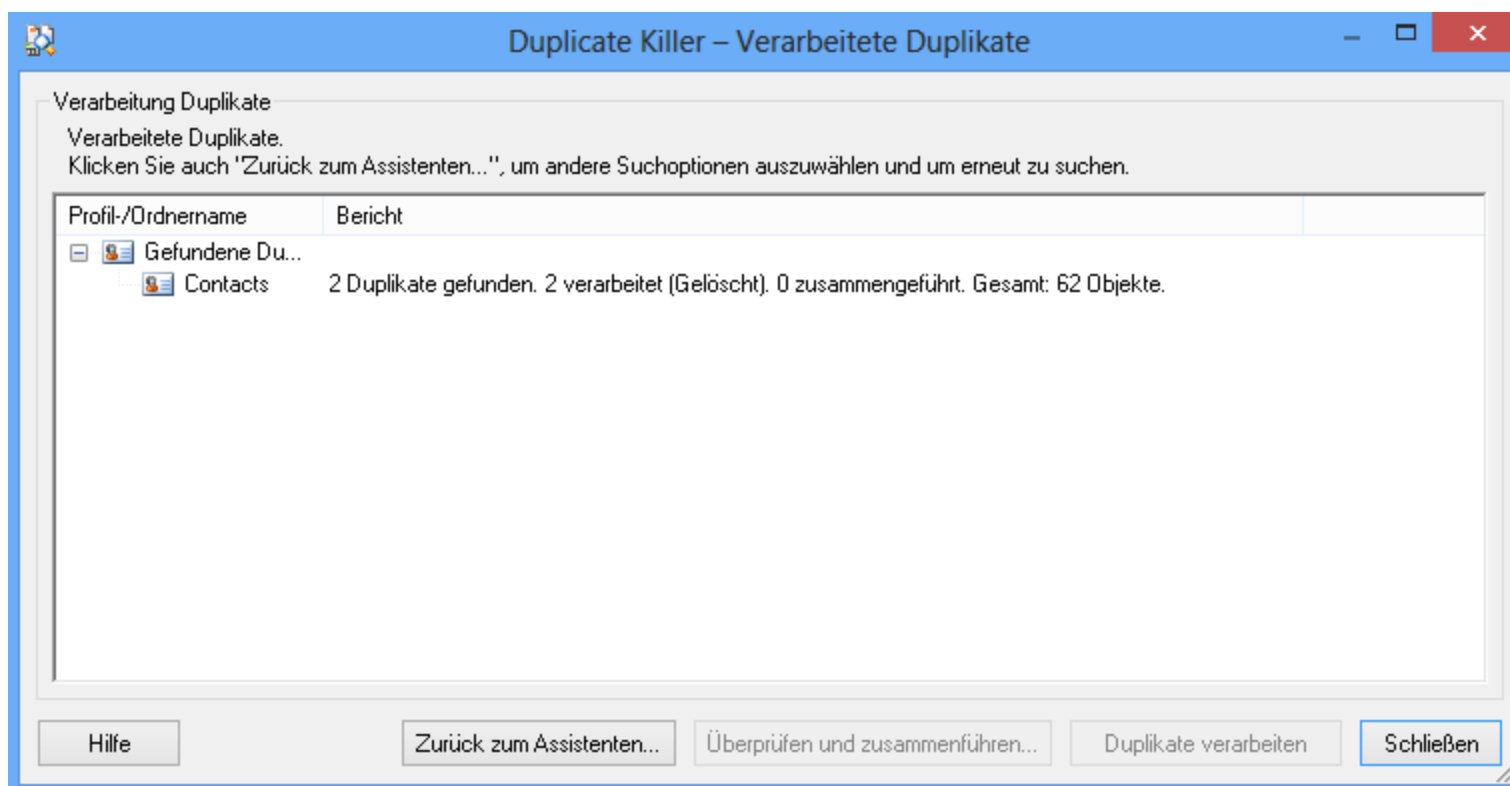 Duplicate Killer – Verarbeitete Duplikate
Verarbeitung Duplikate
Verarbeitete Duplikate.
Klicken Sie auch "Zurück zum Assistenten...", um andere Suchoptionen auszuwählen und um erneut zu suchen.
Profil-/Ordnername Bericht
Gefundene Du...
Contacts 2 Duplikate gefunden. 2 verarbeitet (Gelöscht). 0 zusammengeführt. Gesamt: 62 Objekte.
Hilfe Zurück zum Assistenten... Überprüfen und zusammenführen... Duplikate verarbeiten Schließen